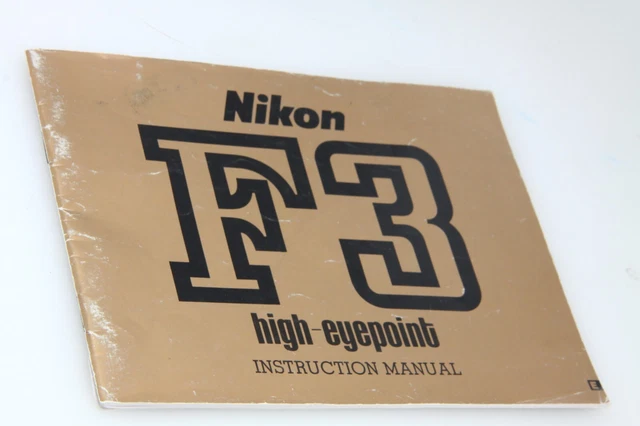 Nikon
F3
high-eyepoint
INSTRUCTION MANUAL